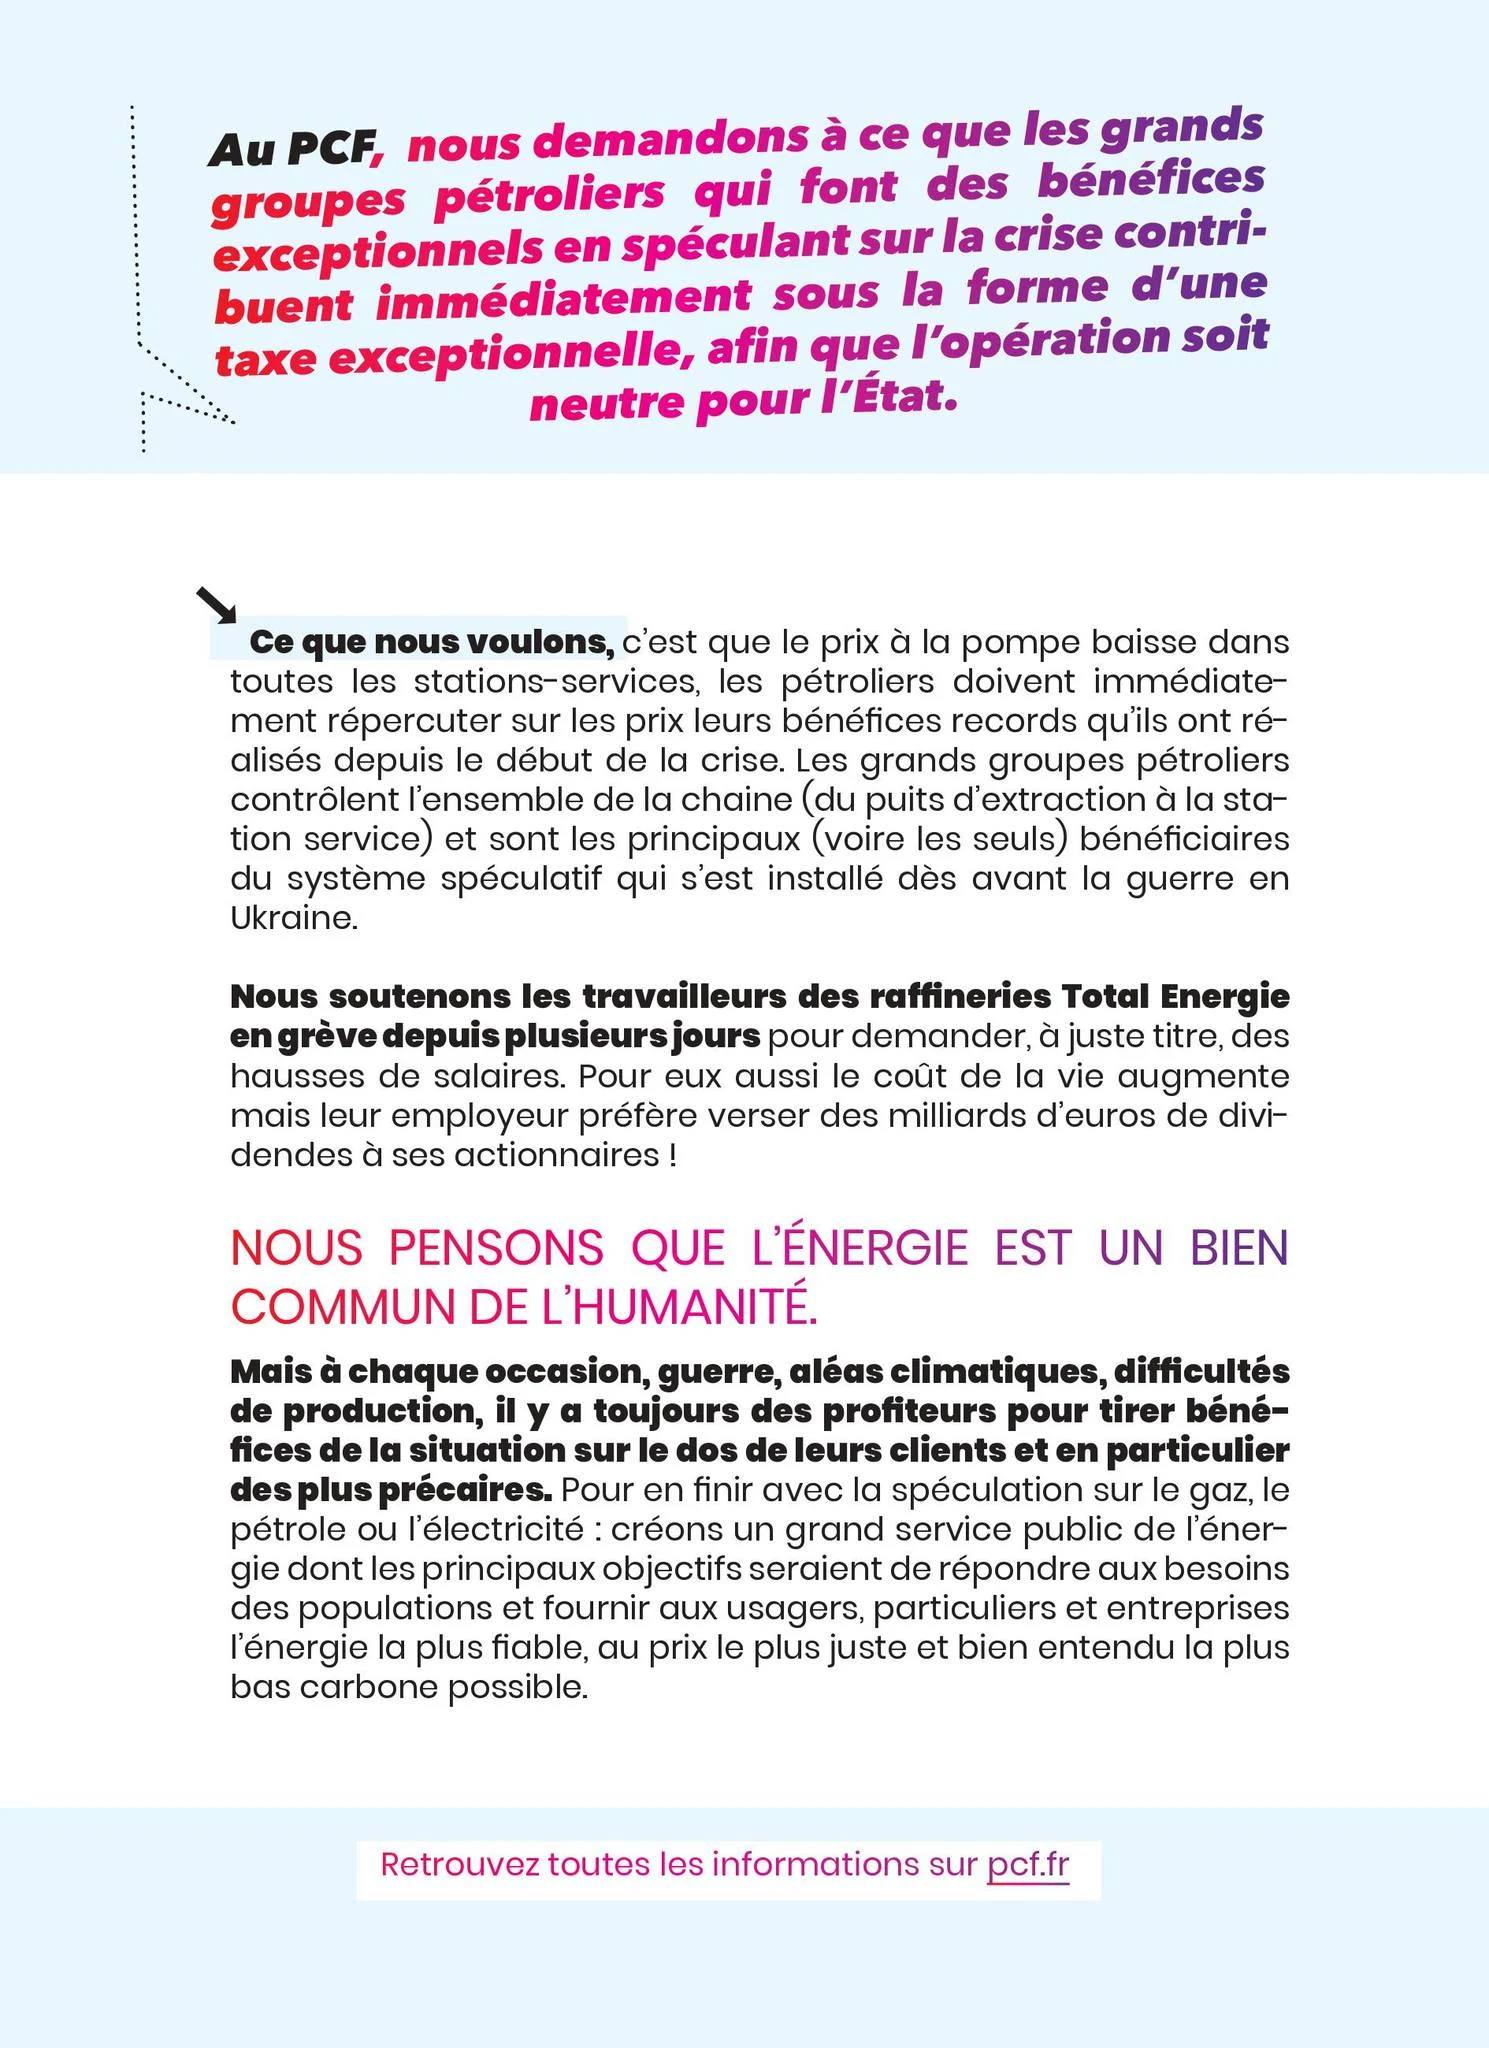 Au PCF, nous demandons à ce que les grands
groupes pétroliers qui font des bénéfices
exceptionnels en spéculant sur la crise contri-
buent immédiatement sous la forme d’une
taxe exceptionnelle, afin que l’opération soit
neutre pour l’État.
Ce que nous voulons, c’est que le prix à la pompe baisse dans
toutes les stations-services, les pétroliers doivent immédiate-
ment répercuter sur les prix leurs bénéfices records qu’ils ont ré-
alisés depuis le début de la crise. Les grands groupes pétroliers
contrôlent l’ensemble de la chaine (du puits d’extraction à la sta-
tion service) et sont les principaux (voire les seuls) bénéficiaires
du système spéculatif qui s’est installé dès avant la guerre en
Ukraine.
Nous soutenons les travailleurs des raffineries Total Energie
en grève depuis plusieurs jours pour demander, à juste titre, des
hausses de salaires. Pour eux aussi le coût de la vie augmente
mais leur employeur préfère verser des milliards d’euros de divi-
dendes à ses actionnaires !
NOUS PENSONS QUE L’ÉNERGIE EST UN BIEN
COMMUN DE L’HUMANITÉ.
Mais à chaque occasion, guerre, aléas climatiques, difficultés
de production, il y a toujours des profiteurs pour tirer béné-
fices de la situation sur le dos de leurs clients et en particulier
des plus précaires. Pour en finir avec la spéculation sur le gaz, le
pétrole ou l’électricité : créons un grand service public de l’éner-
gie dont les principaux objectifs seraient de répondre aux besoins
des populations et fournir aux usagers, particuliers et entreprises
l’énergie la plus fiable, au prix le plus juste et bien entendu la plus
bas carbone possible.
Retrouvez toutes les informations sur pcf.fr